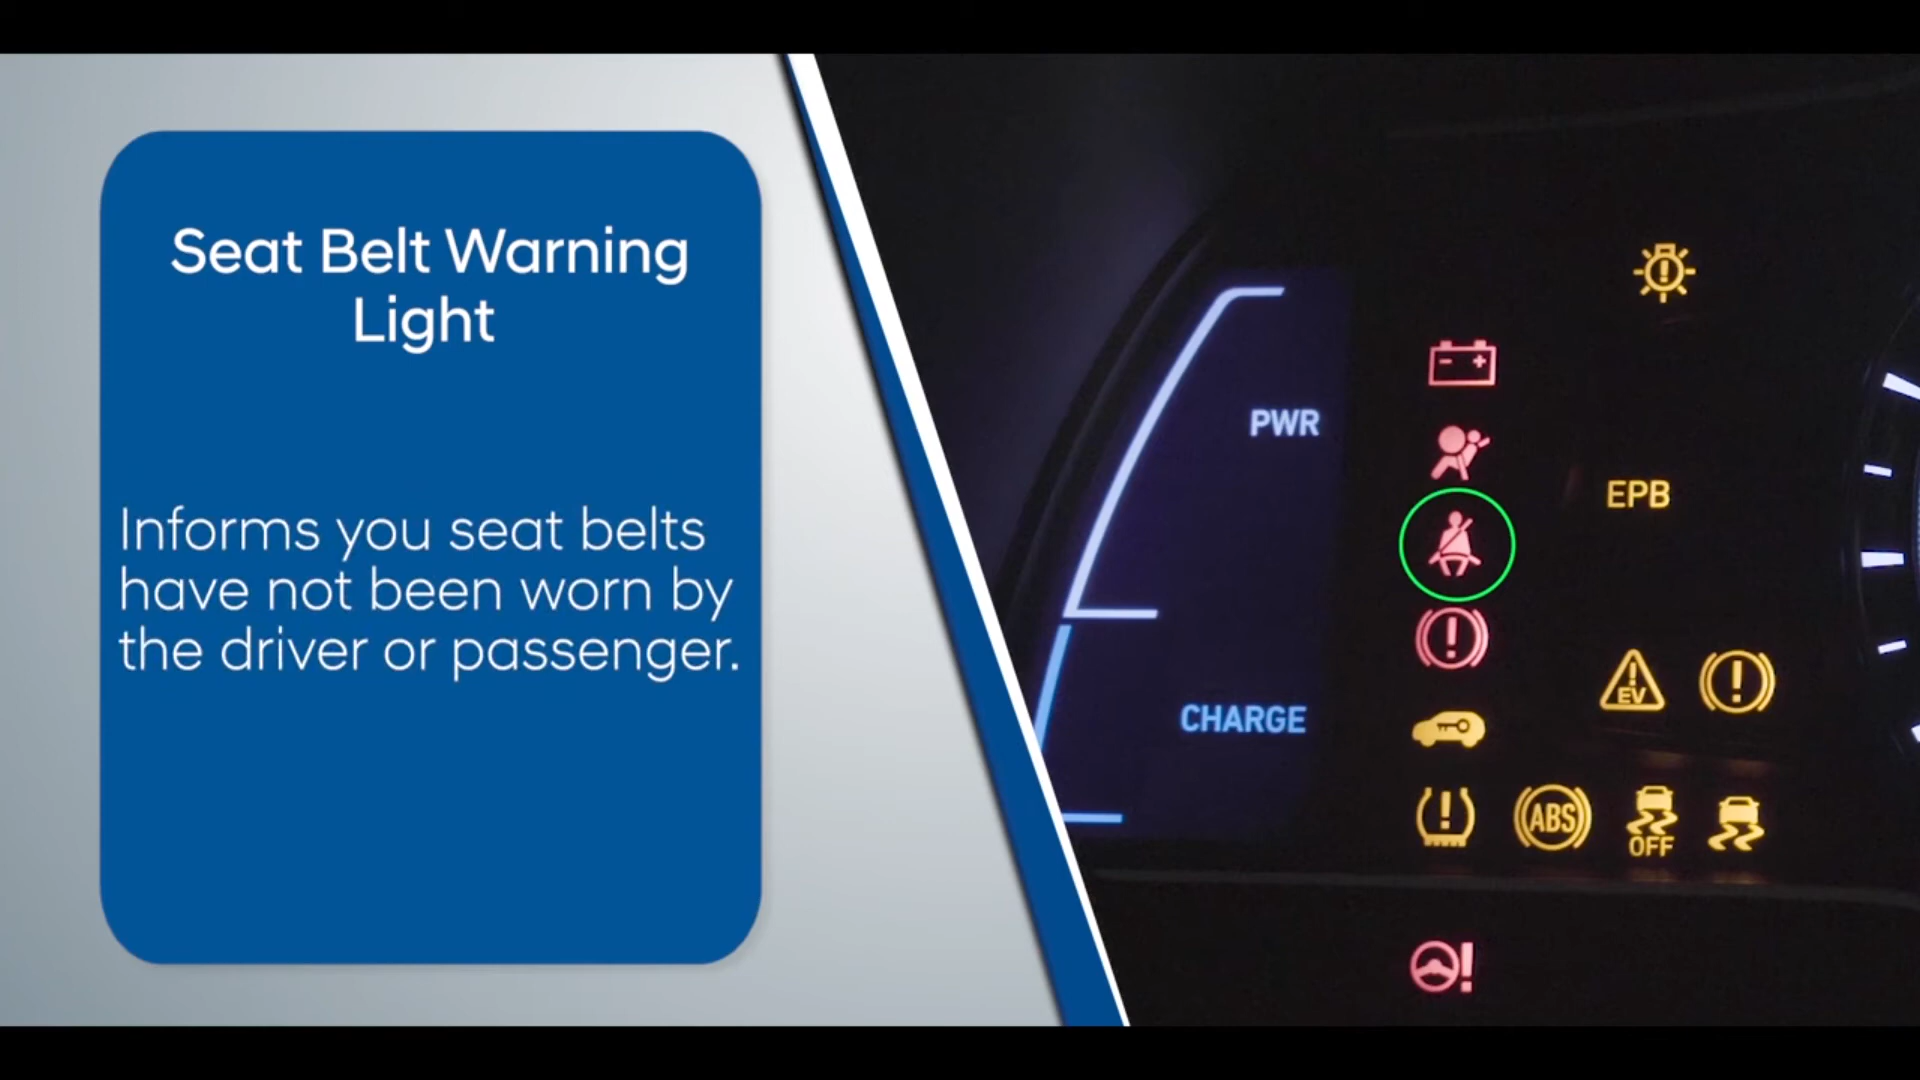 Seat Belt Warning
Light
Informs you seat belts
have not been worn by
the driver or passenger.
PWR
EPB
EV
CHARGE
ABS
OFF